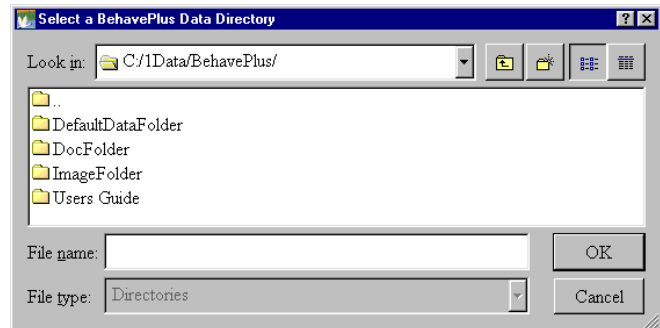 Select a BehavePlus Data Directory
Look in: C:/1Data/BehavePlus/
..
DefaultDataFolder
DocFolder
ImageFolder
Users Guide
File name: OK
File type: Directories Cancel